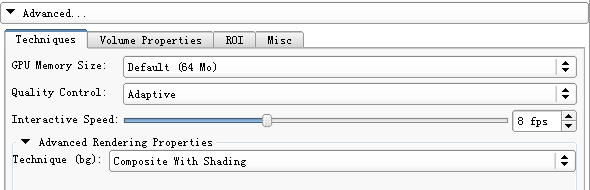 Advanced...
Techniques Volume Properties ROI Misc
GPU Memory Size: Default (64 Mo)
Quality Control: Adaptive
Interactive Speed: 8 fps
Advanced Rendering Properties
Technique (bg): Composite With Shading